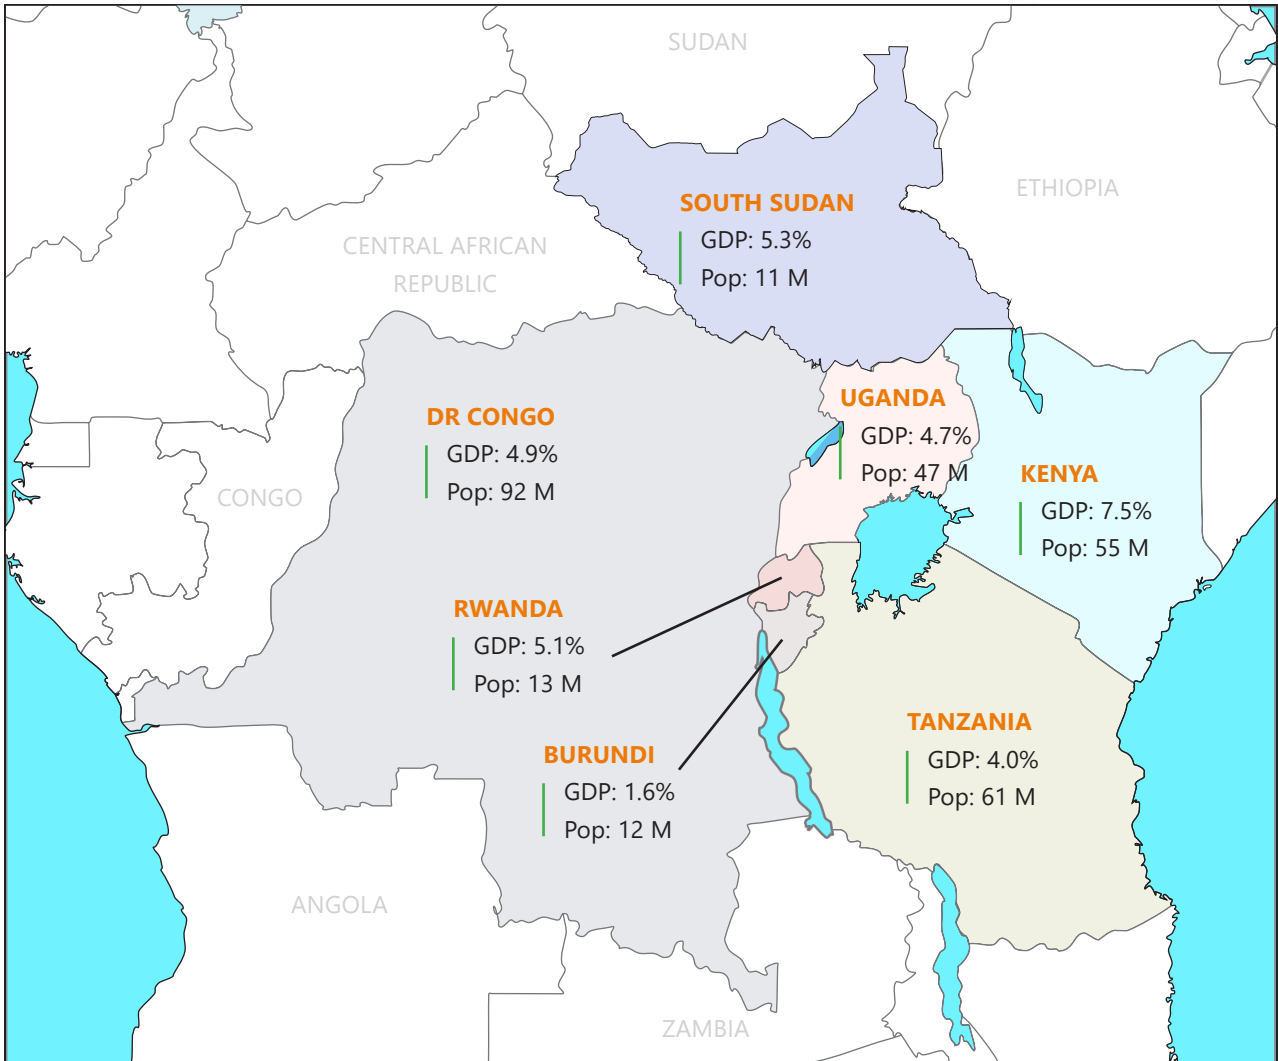 SUDAN
ETHIOPIA
SOUTH SUDAN
GDP: 5.3%
Pop: 11 M
CENTRAL AFRICAN
REPUBLIC
UGANDA
GDP: 4.7%
Pop: 47 M
DR CONGO
GDP: 4.9%
Pop: 92 M
KENYA
GDP: 7.5%
Pop: 55 M
CONGO
RWANDA
GDP: 5.1%
Pop: 13 M
BURUNDI
GDP: 1.6%
Pop: 12 M
TANZANIA
GDP: 4.0%
Pop: 61 M
ANGOLA
ZAMBIA